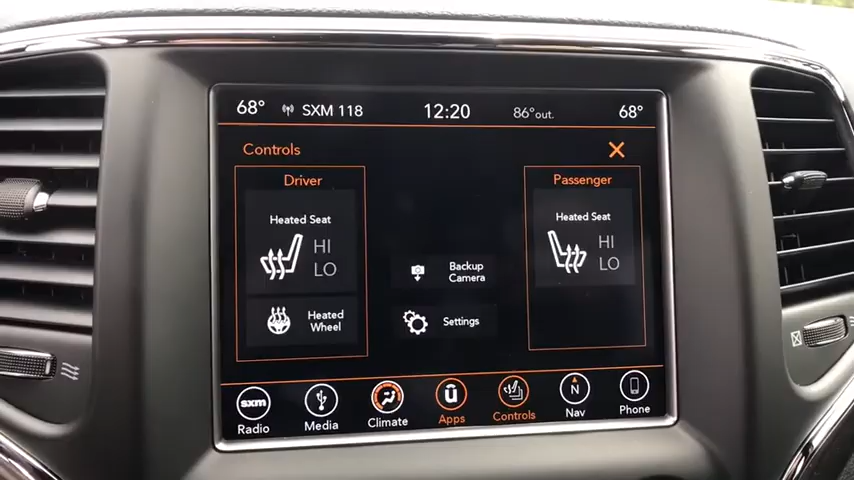 68° SXM 118 12:20 86°out. 68°
Controls
Driver
Heated Seat
HI
LO
Heated
Wheel
Backup
Camera
Settings
Passenger
Heated Seat
HI
LO
sxm
Radio
Media
Climate
ū
Apps
Controls
N
Nav
Phone